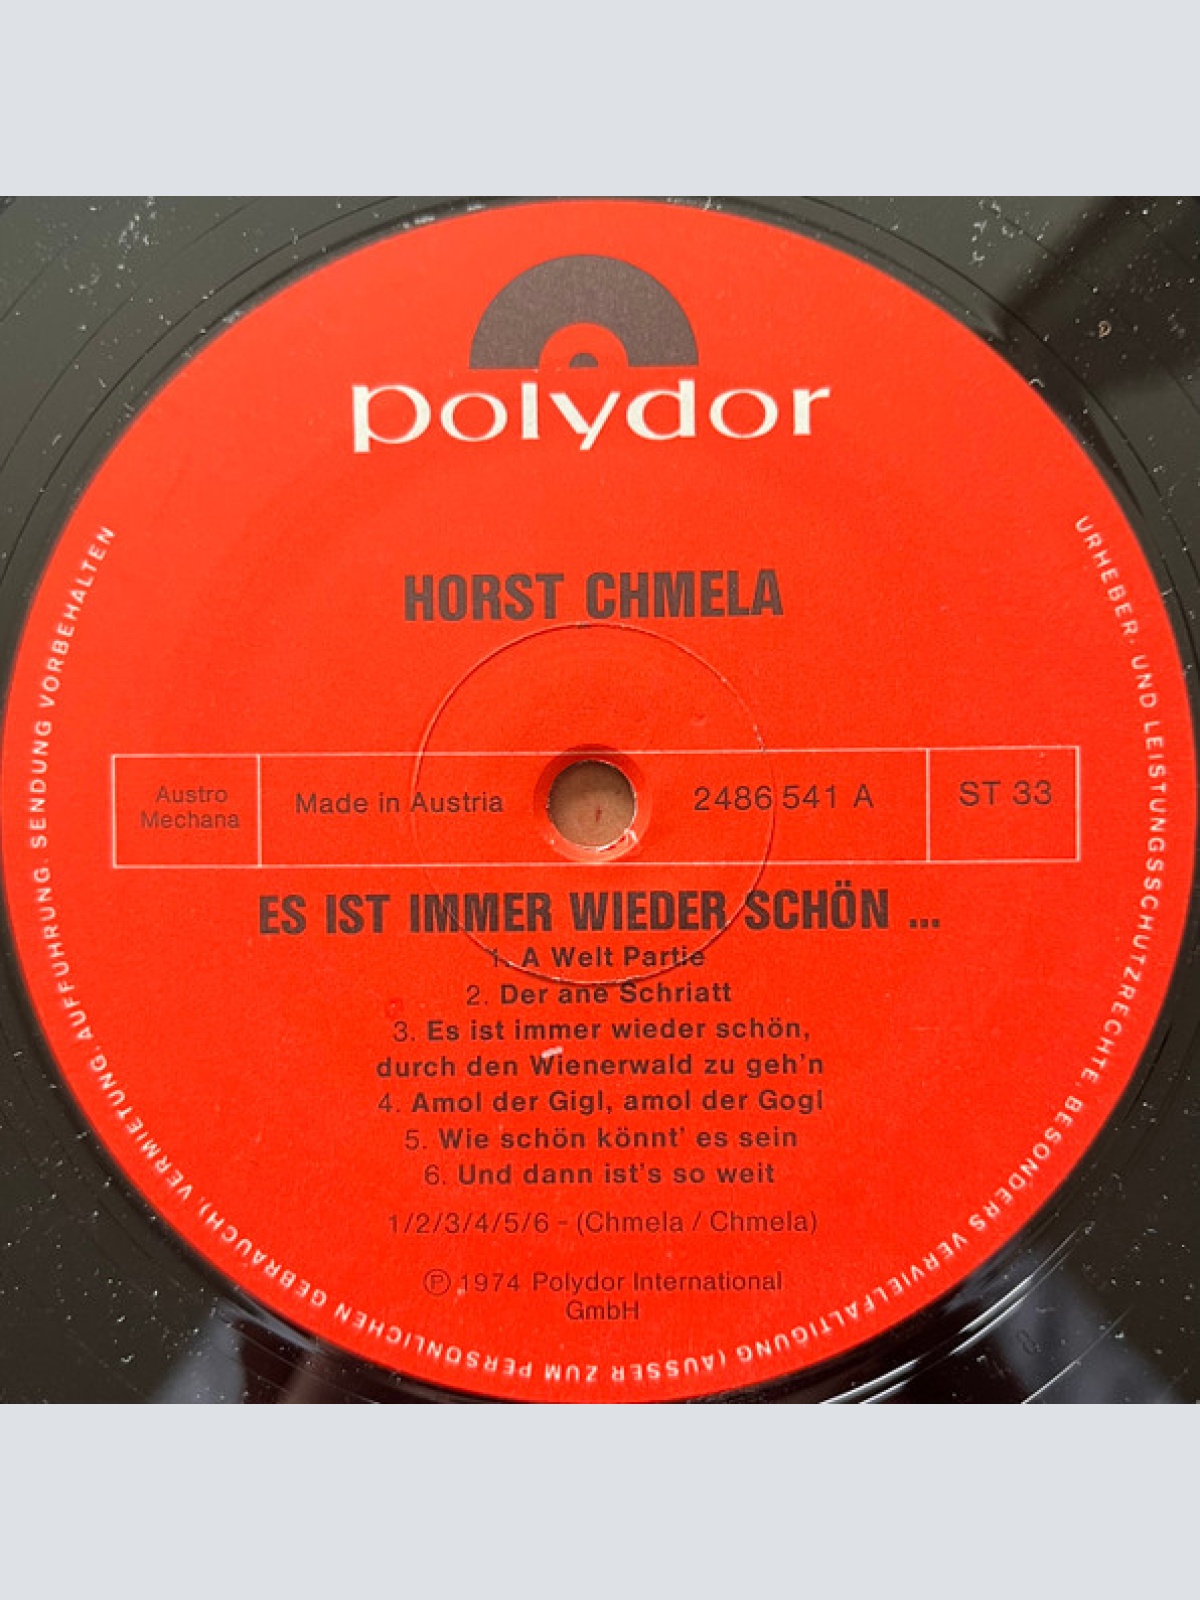 polydor
HORST CHMELA
Austro
Mechana
Made in Austria
2486 541 A
ST 33
ES IST IMMER WIEDER SCHÖN ...
1. A Welt Partie
2. Der ane Schriatt
3. Es ist immer wieder schön,
durch den Wienerwald zu geh'n
4. Amol der Gigl, amol der Gogl
5. Wie schön könnt' es sein
6. Und dann ist's so weit
1/2/3/4/5/6 - (Chmela / Chmela)
Ⓟ 1974 Polydor International
GmbH
URHEBER- UND LEISTUNGSSCHUTZRECHTE, BESONDERS VERVIELFÄLTIGUNG (AUSSER ZUM PERSÖNLICHEN GEBRAUCH), VERMIETUNG, AUFFÜHRUNG, SENDUNG VORBEHALTEN